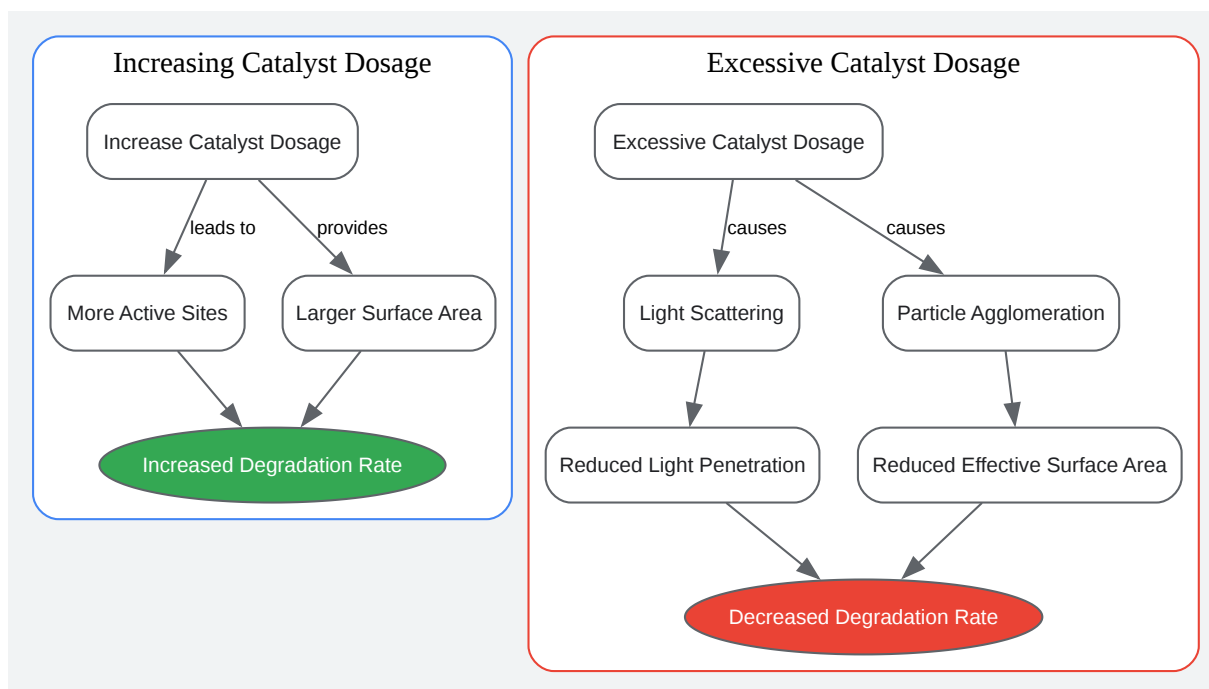 Increasing Catalyst Dosage
Increase Catalyst Dosage
leads to
provides
More Active Sites
Larger Surface Area
Increased Degradation Rate
Excessive Catalyst Dosage
Excessive Catalyst Dosage
causes
causes
Light Scattering
Particle Agglomeration
Reduced Light Penetration
Reduced Effective Surface Area
Decreased Degradation Rate